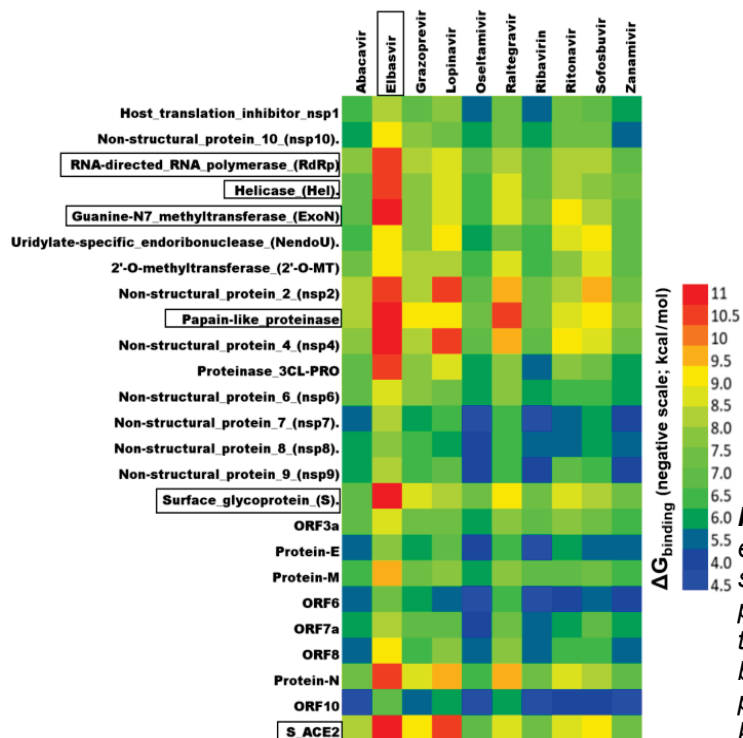 Abacavir
Elbasvir
Grazoprevir
Lopinavir
Oseltamivir
Raltegravir
Ribavirin
Ritonavir
Sofosbuvir
Zanamivir
Host_translation_inhibitor_nsp1
Non-structural_protein_10_(nsp10).
RNA-directed_RNA_polymerase_(RdRp)
Helicase_(Hel).
Guanine-N7_methyltransferase_(ExoN)
Uridylate-specific_endoribonuclease_(NendoU).
2'-O-methyltransferase_(2'-O-MT)
Non-structural_protein_2_(nsp2)
Papain-like_proteinase
Non-structural_protein_4_(nsp4)
Proteinase_3CL-PRO
Non-structural_protein_6_(nsp6)
Non-structural_protein_7_(nsp7).
Non-structural_protein_8_(nsp8).
Non-structural_protein_9_(nsp9)
Surface_glycoprotein_(S).
ORF3a
Protein-E
Protein-M
ORF6
ORF7a
ORF8
Protein-N
ORF10
S_ACE2
ΔGbinding (negative scale; kcal/mol)
11
10.5
10
9.5
9.0
8.5
8.0
7.5
7.0
6.5
6.0
5.5
4.0
4.5